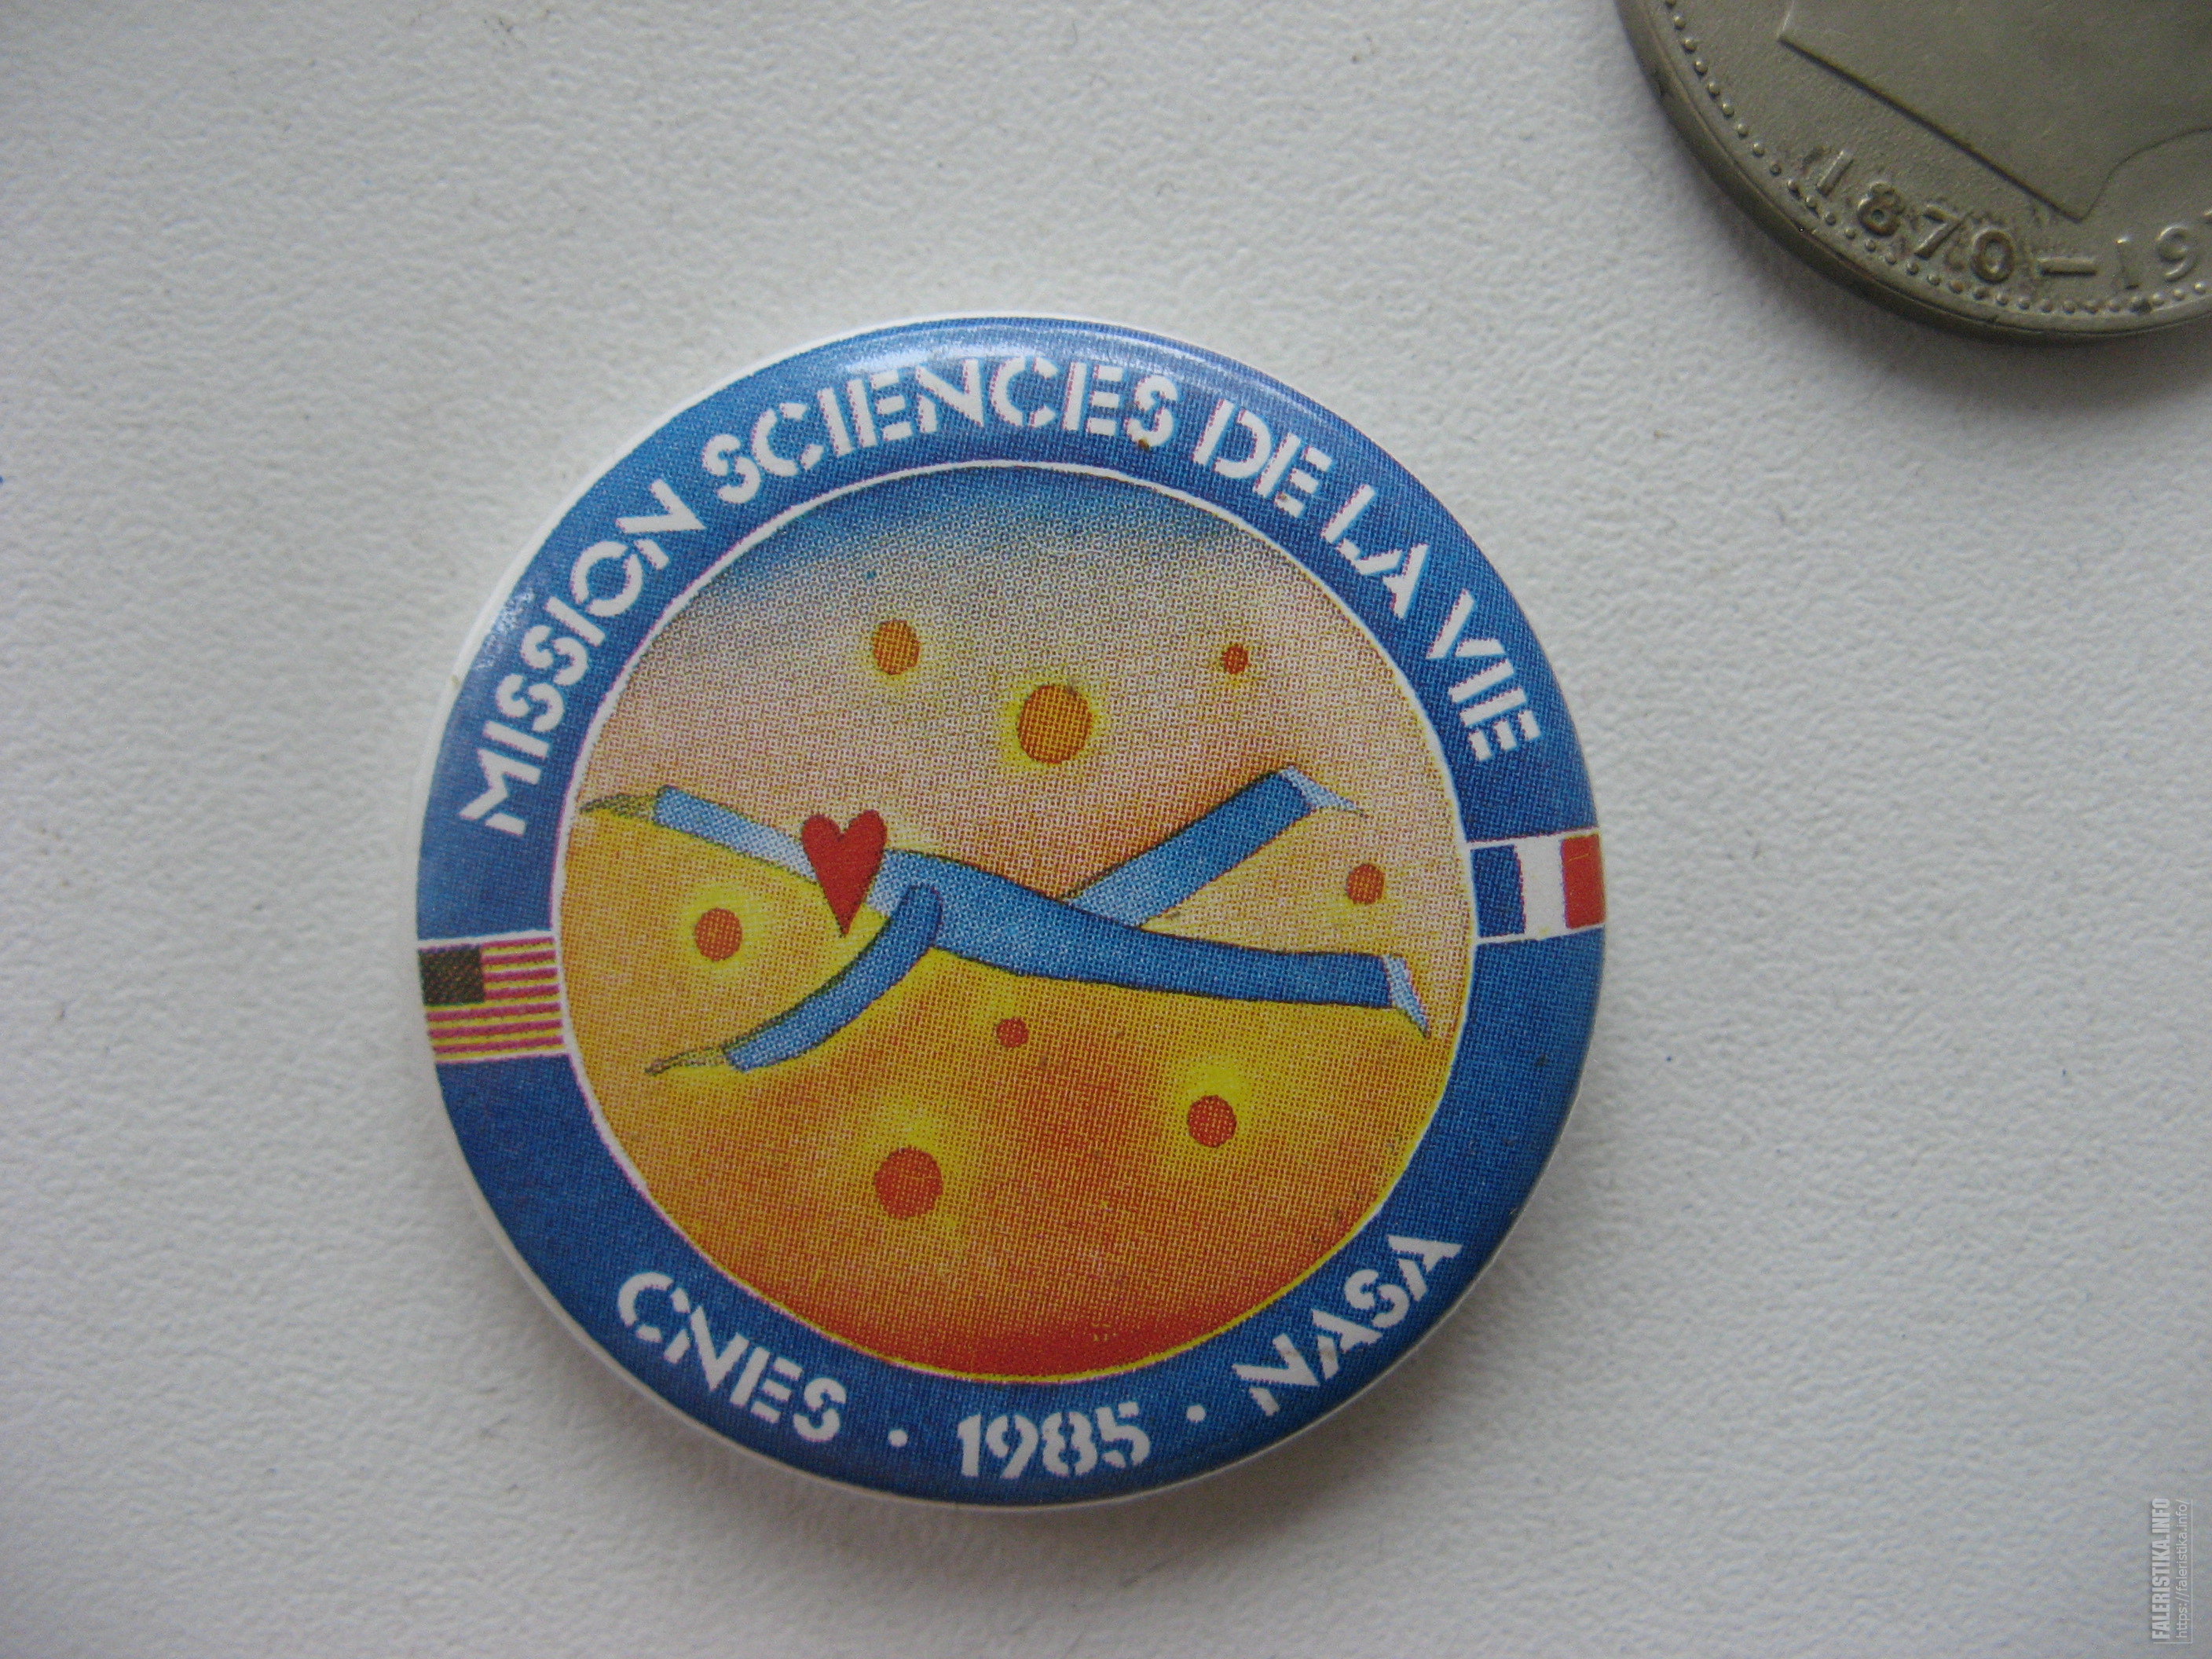 MISSION SCIENCES DE LA VIE
CNES · 1985 · NASA
1870–19
FALERISTIKA.INFO
https://faleristika.info/